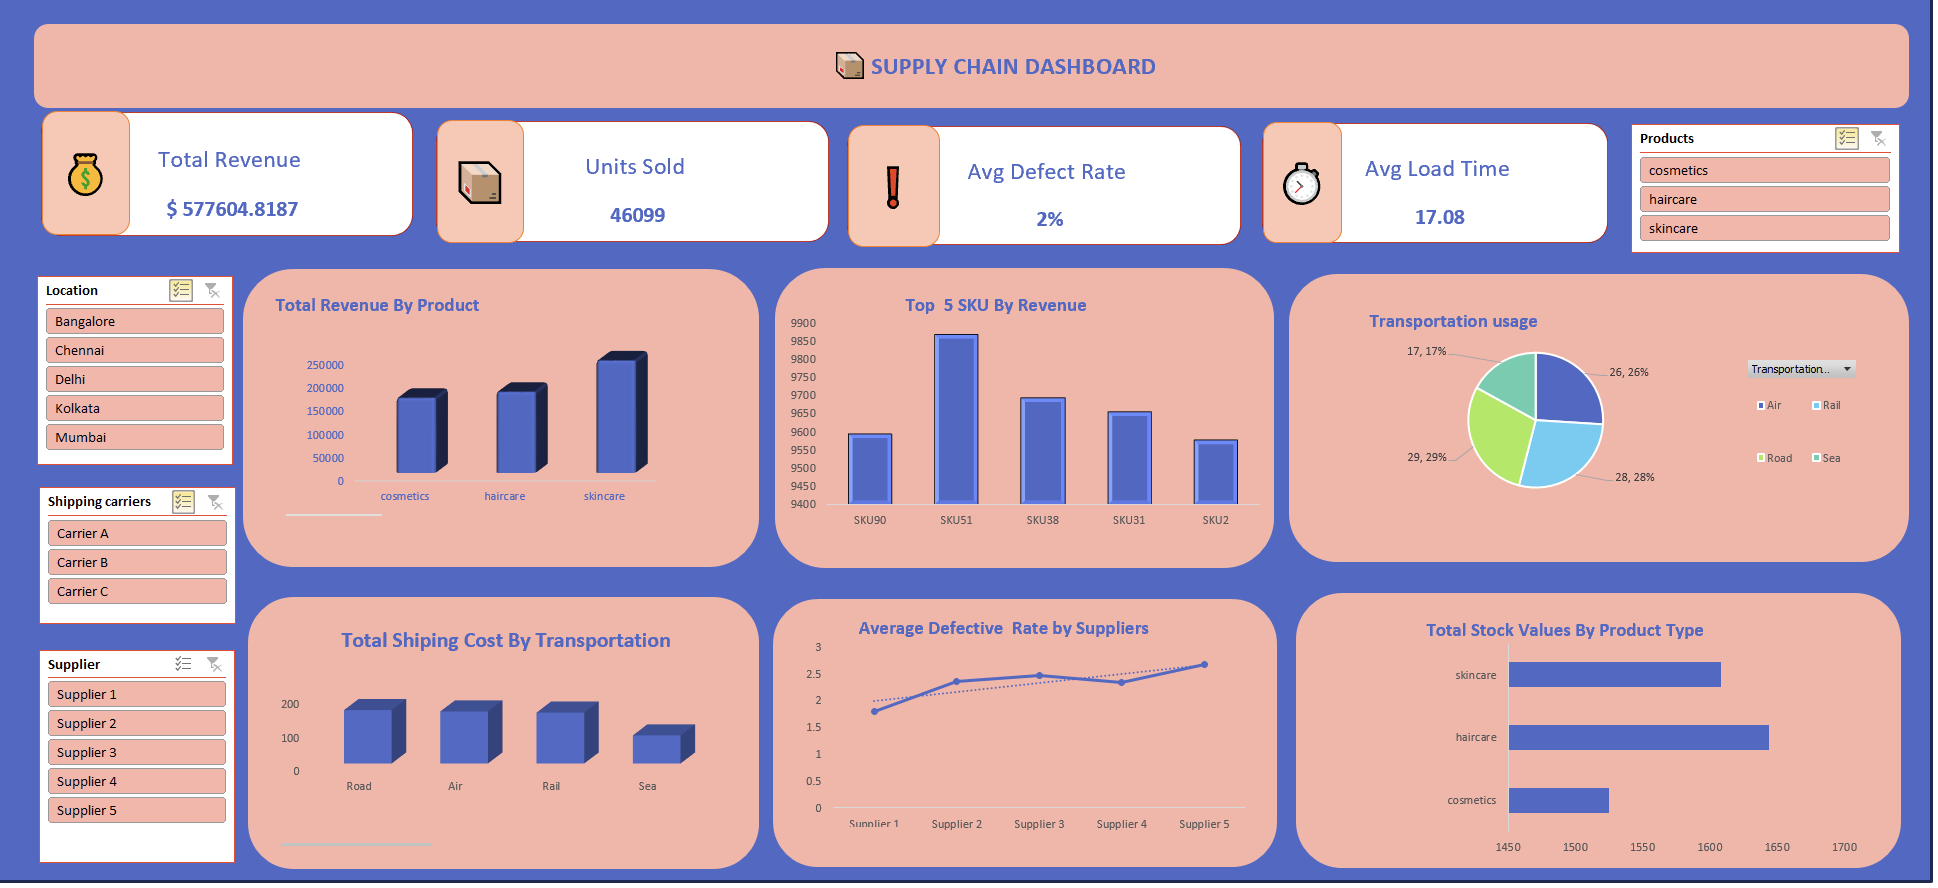 SUPPLY CHAIN DASHBOARD
Total Revenue
$ 577604.8187
Units Sold
46099
Avg Defect Rate
2%
Avg Load Time
17.08
Products
cosmetics
haircare
skincare
Location
Bangalore
Chennai
Delhi
Kolkata
Mumbai
Shipping carriers
Carrier A
Carrier B
Carrier C
Supplier
Supplier 1
Supplier 2
Supplier 3
Supplier 4
Supplier 5
Total Revenue By Product
250000
200000
150000
100000
50000
0
cosmetics haircare skincare
Top 5 SKU By Revenue
9900
9850
9800
9750
9700
9650
9600
9550
9500
9450
9400
SKU90 SKU51 SKU38 SKU31 SKU2
Transportation usage
17, 17%
26, 26%
29, 29%
28, 28%
Transportation...
Air Rail
Road Sea
Total Shiping Cost By Transportation
200
100
0
Road Air Rail Sea
Average Defective Rate by Suppliers
3
2.5
2
1.5
1
0.5
0
Supplier 1 Supplier 2 Supplier 3 Supplier 4 Supplier 5
Total Stock Values By Product Type
skincare
haircare
cosmetics
1450 1500 1550 1600 1650 1700